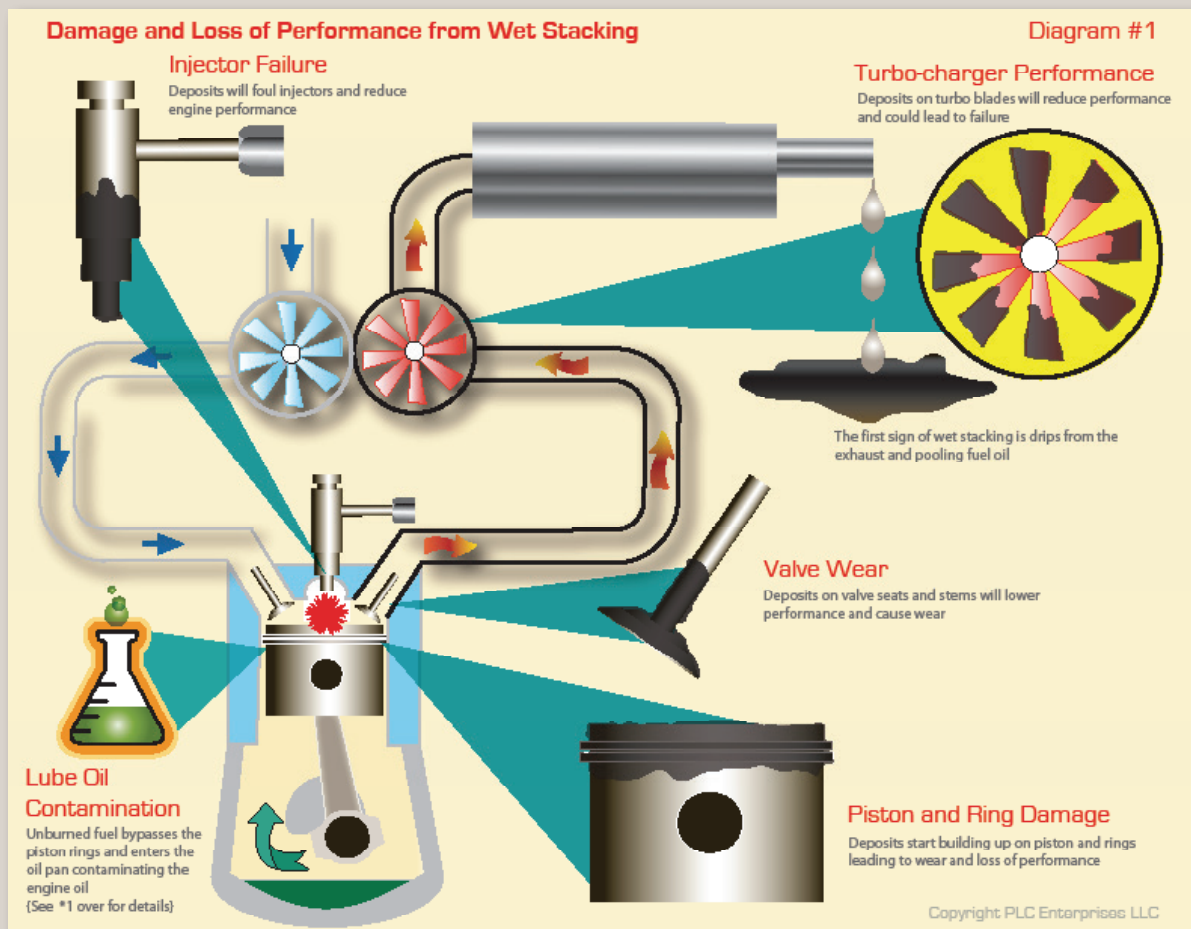 Damage and Loss of Performance from Wet Stacking
Diagram #1
Injector Failure
Deposits will foul injectors and reduce
engine performance
Turbo-charger Performance
Deposits on turbo blades will reduce performance
and could lead to failure
The first sign of wet stacking is drips from the
exhaust and pooling fuel oil
Valve Wear
Deposits on valve seats and stems will lower
performance and cause wear
Lube Oil
Contamination
Unburned fuel bypasses the
piston rings and enters the
oil pan contaminating the
engine oil
{See *1 over for details}
Piston and Ring Damage
Deposits start building up on piston and rings
leading to wear and loss of performance
Copyright PLC Enterprises LLC